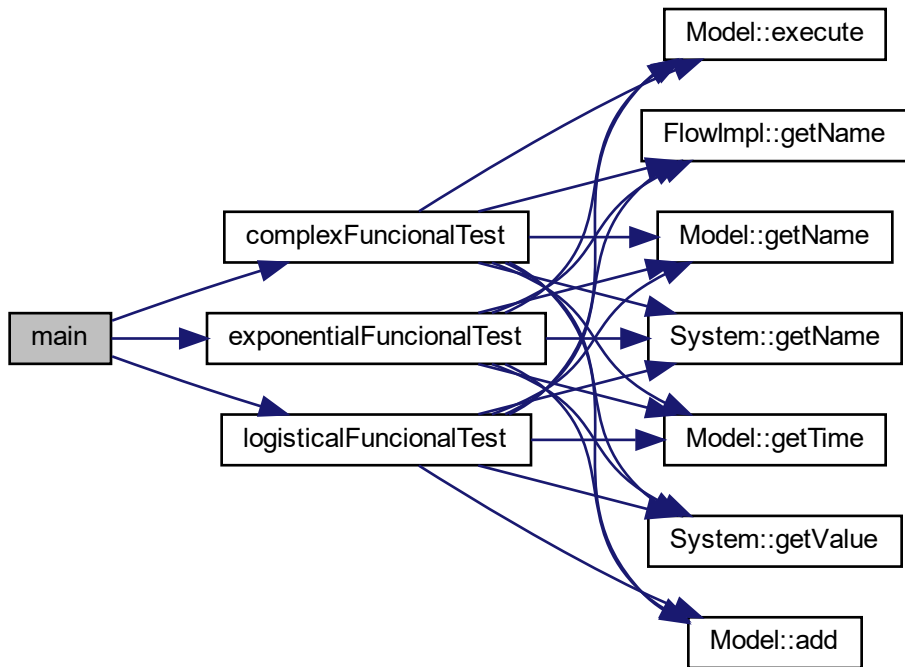 main
complexFuncionalTest
exponentialFuncionalTest
logisticalFuncionalTest
Model::execute
FlowImpl::getName
Model::getName
System::getName
Model::getTime
System::getValue
Model::add